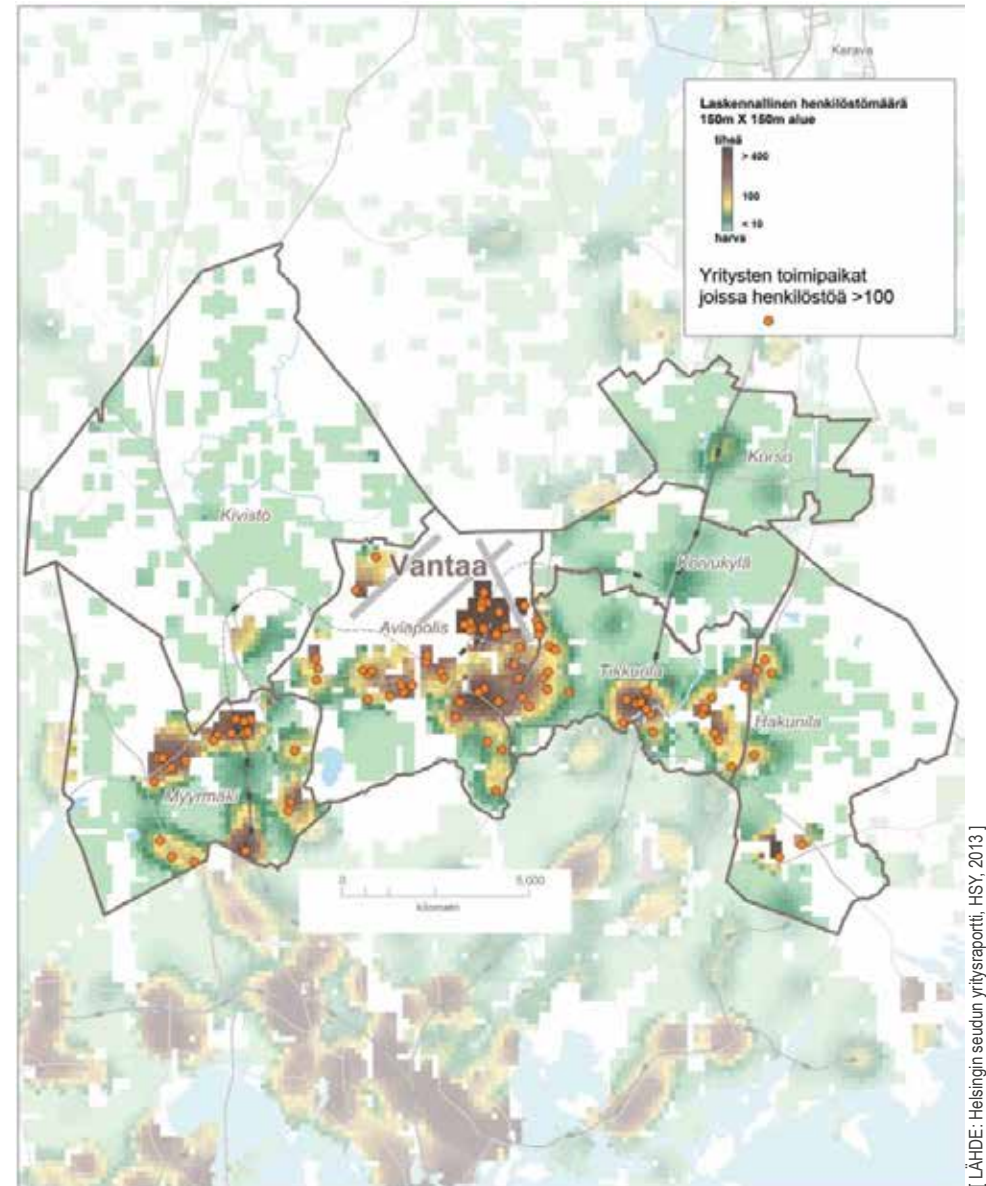 Kerava
Laskennallinen henkilöstömäärä
150m X 150m alue
tiheä
> 400
100
< 10
harva
Yritysten toimipaikat
joissa henkilöstöä >100
Korso
Kivistö
Koivukylä
Vantaa
Aviapolis
Tikkurila
Hakunila
Myyrmäki
0
5,000
kilometri
[ LÄHDE: Helsingin seudun yritysraportti, HSY, 2013 ]